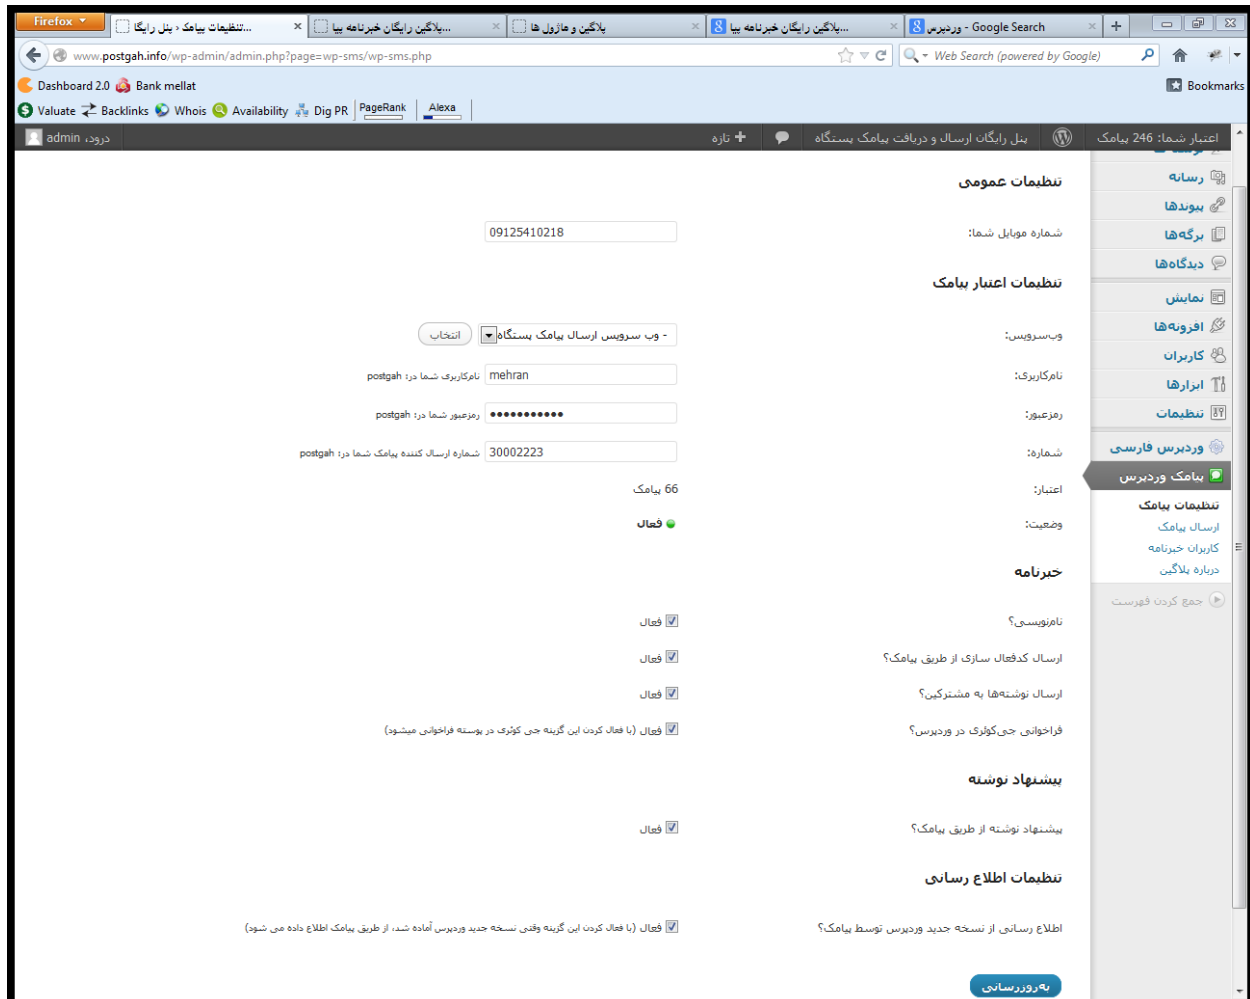 Firefox
تنظیمات پیامک ‹ پنل رایگا...
پلاگین رایگان خبرنامه پیا...
پلاگین و ماژول ها
پلاگین رایگان خبرنامه پیا...
وردپرس - Google Search
www.postgah.info/wp-admin/admin.php?page=wp-sms/wp-sms.php
Web Search (powered by Google)
Dashboard 2.0 Bank mellat
Bookmarks
Valuate Backlinks Whois Availability Dig PR PageRank Alexa
اعتبار شما: 246 پیامک
پنل رایگان ارسال و دریافت پیامک پستگاه
تازه
درود، admin
رسانه
پیوندها
برگه‌ها
دیدگاه‌ها
نمایش
افزونه‌ها
کاربران
ابزارها
تنظیمات
وردپرس فارسی
پیامک وردپرس
تنظیمات پیامک
ارسال پیامک
کاربران خبرنامه
درباره پلاگین
جمع کردن فهرست
تنظیمات عمومی
شماره موبایل شما: 09125410218
تنظیمات اعتبار پیامک
وب‌سرویس: - وب سرویس ارسال پیامک پستگاه انتخاب
نام‌کاربری: mehran نام‌کاربری شما در: postgah
رمزعبور: ●●●●●●●●●●● رمزعبور شما در: postgah
شماره: 30002223 شماره ارسال کننده پیامک شما در: postgah
اعتبار: 66 پیامک
وضعیت: فعال
خبرنامه
نام‌نویسی؟ فعال
ارسال کدفعال سازی از طریق پیامک؟ فعال
ارسال نوشته‌ها به مشترکین؟ فعال
فراخوانی جی‌کوئری در وردپرس؟ فعال (با فعال کردن این گزینه جی کوئری در پوسته فراخوانی میشود)
پیشنهاد نوشته
پیشنهاد نوشته از طریق پیامک؟ فعال
تنظیمات اطلاع رسانی
اطلاع رسانی از نسخه جدید وردپرس توسط پیامک؟ فعال (با فعال کردن این گزینه وقتی نسخه جدید وردپرس آماده شد، از طریق پیامک اطلاع داده می شود)
به‌روزرسانی